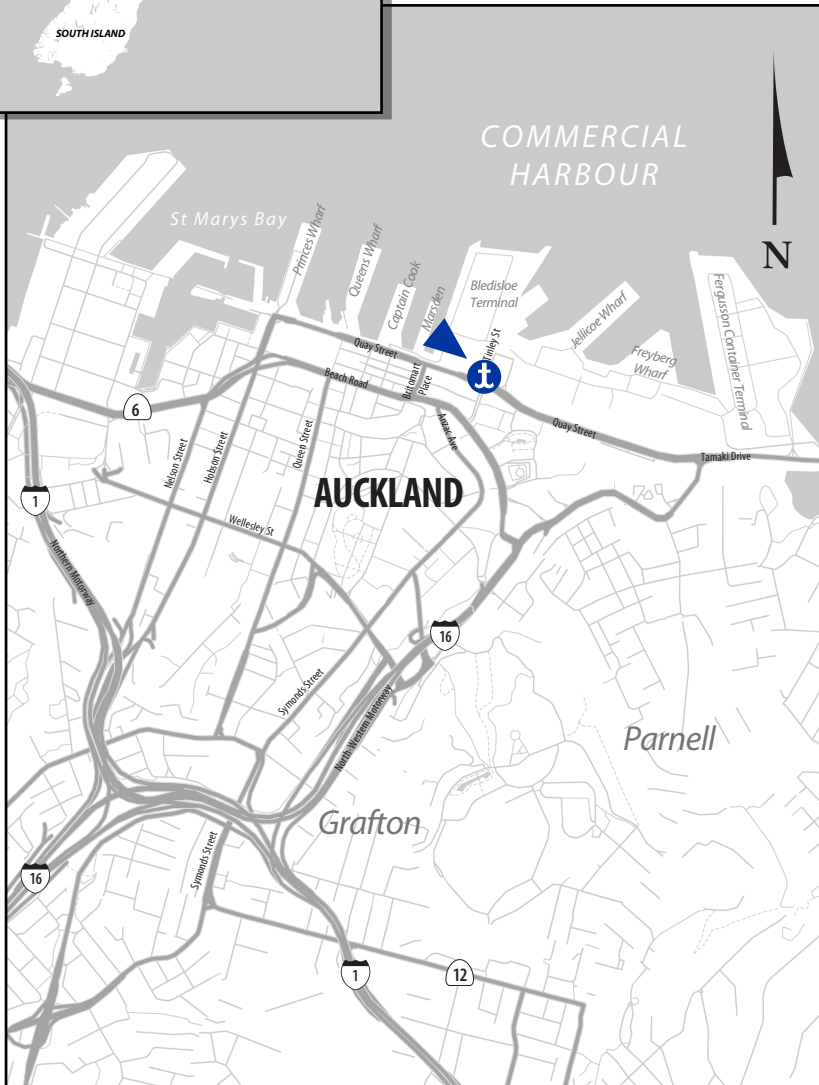 SOUTH ISLAND
COMMERCIAL
HARBOUR
N
St Marys Bay
Princes Wharf
Queens Wharf
Captain Cook
Marsden
Bledisloe
Terminal
Jellicoe Wharf
Freyberg
Wharf
Fergusson Container Terminal
Tinley St
Quay Street
Beach Road
Britomart
Place
Quay Street
Tamaki Drive
6
Nelson Street
Hobson Street
Queen Street
Anzac Ave
AUCKLAND
1
Wellesley St
Northern Motorway
16
Symonds Street
North Western Motorway
Parnell
Grafton
Symonds Street
16
1
12